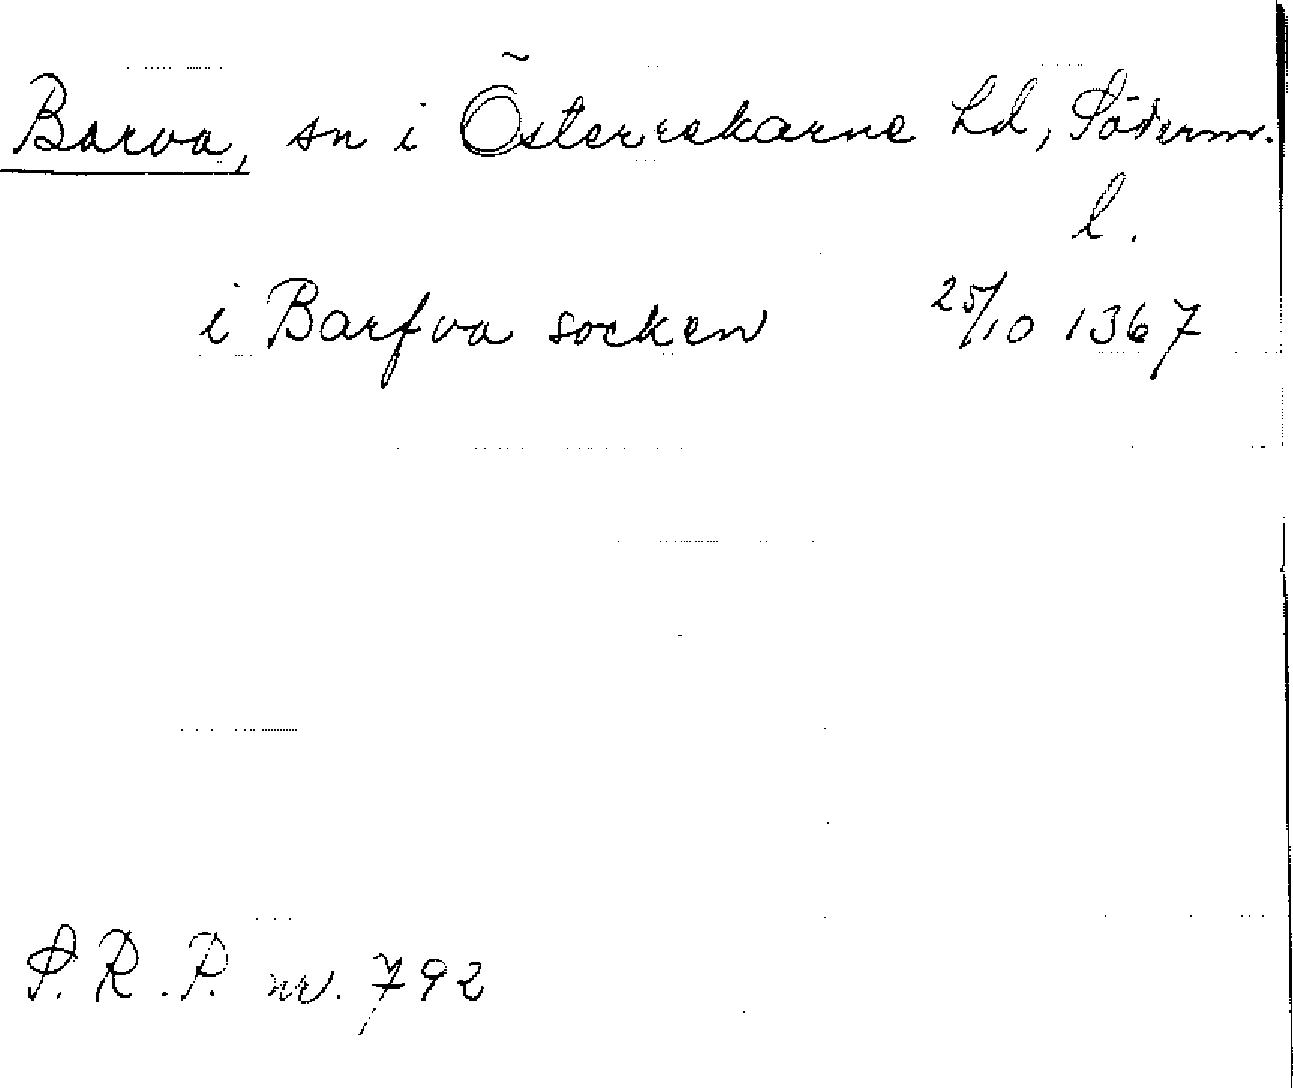 Barva, sn i Österrekarne hd, Söderm.
l.
i Barfva socken 25/10 1367
S.R.P. nr. 792